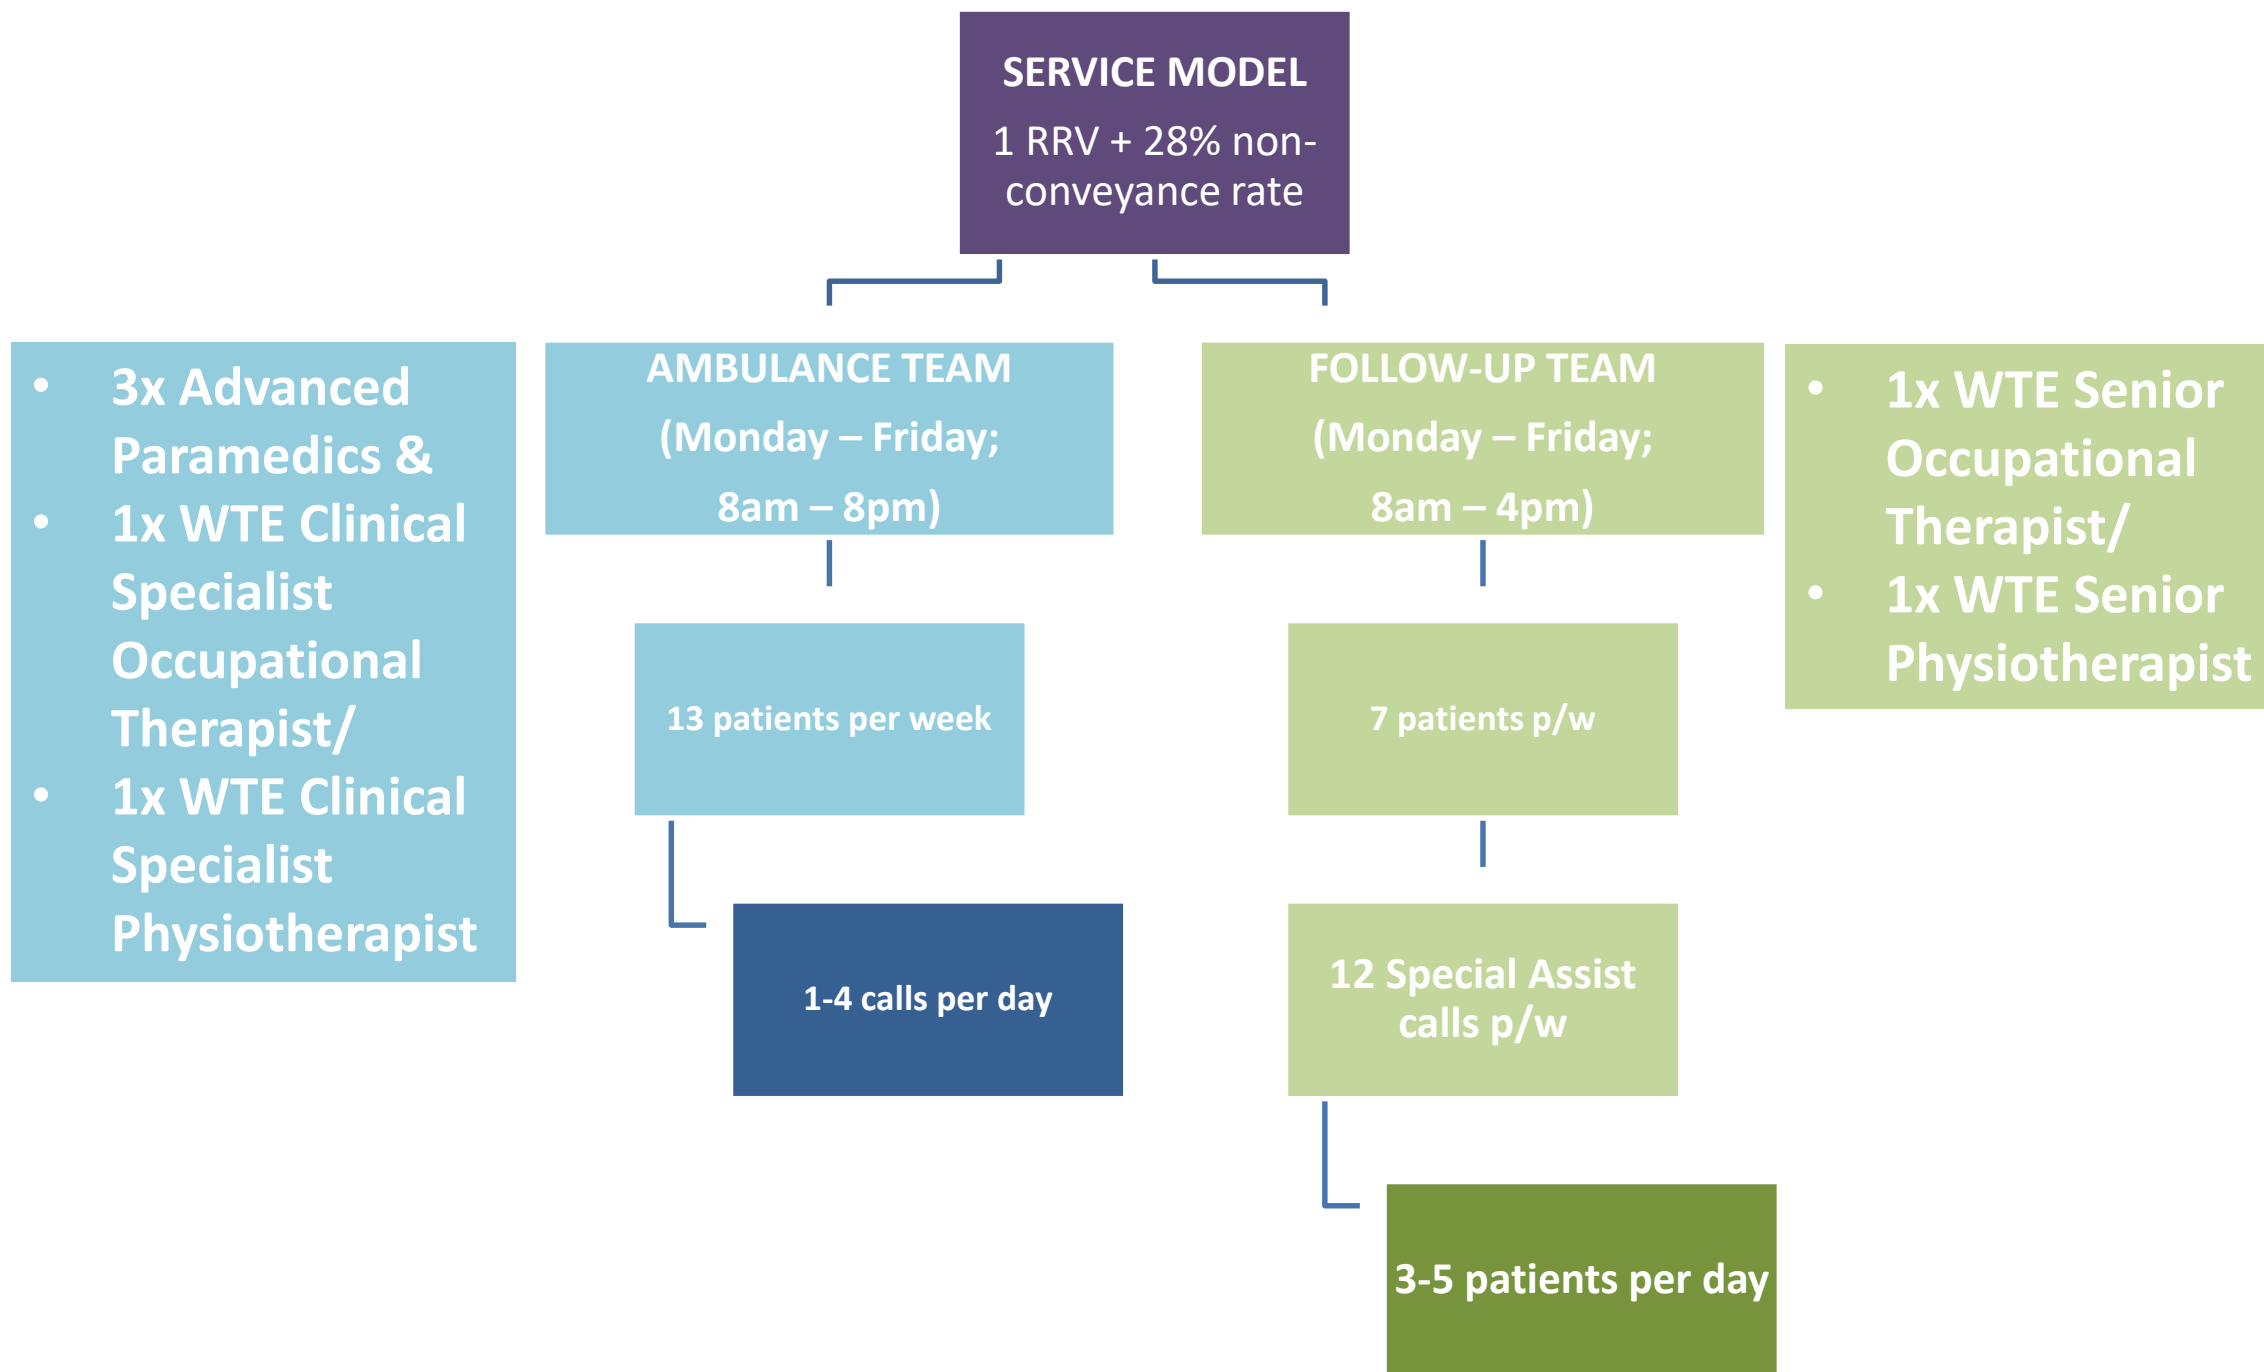 SERVICE MODEL
1 RRV + 28% non-
conveyance rate
• 3x Advanced
Paramedics &
• 1x WTE Clinical
Specialist
Occupational
Therapist/
• 1x WTE Clinical
Specialist
Physiotherapist
AMBULANCE TEAM
(Monday – Friday;
8am – 8pm)
13 patients per week
1-4 calls per day
FOLLOW-UP TEAM
(Monday – Friday;
8am – 4pm)
7 patients p/w
12 Special Assist
calls p/w
3-5 patients per day
• 1x WTE Senior
Occupational
Therapist/
• 1x WTE Senior
Physiotherapist